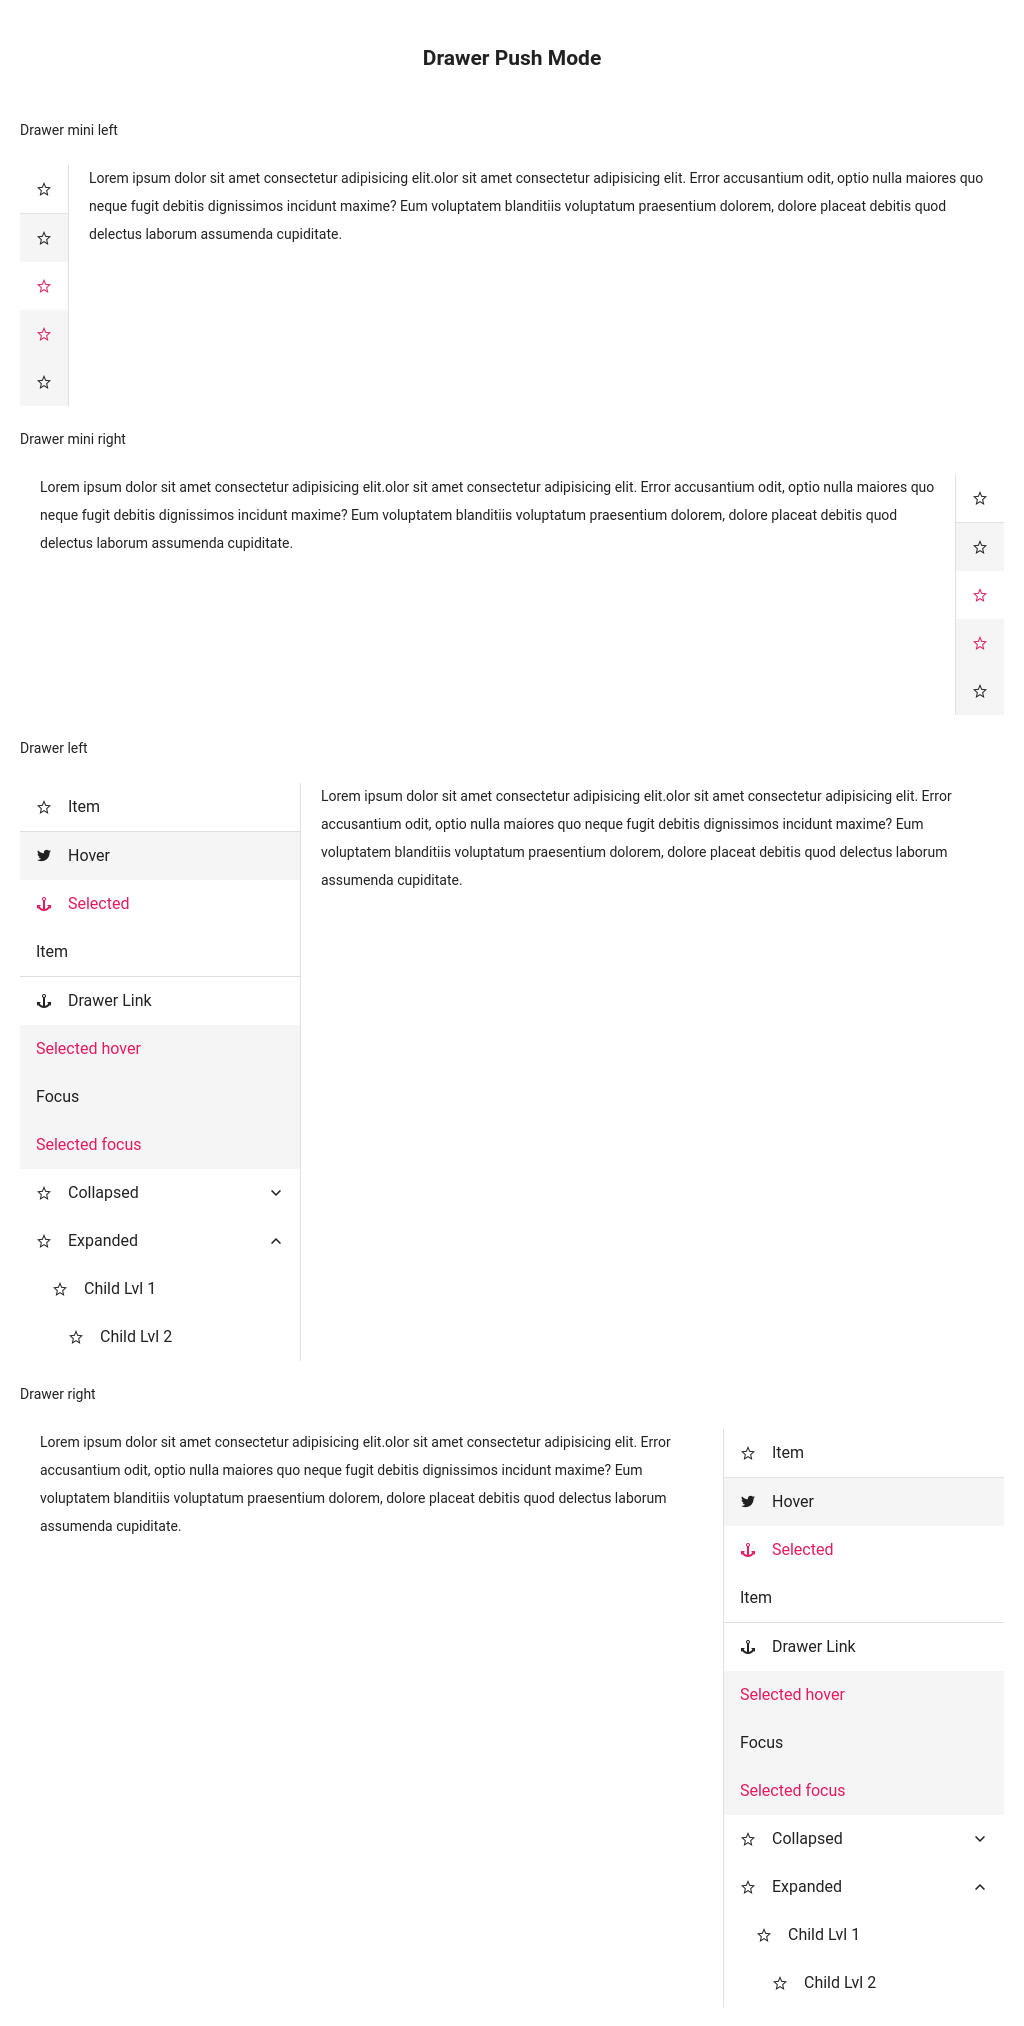 Drawer Push Mode
Drawer mini left
Lorem ipsum dolor sit amet consectetur adipisicing elit.olor sit amet consectetur adipisicing elit. Error accusantium odit, optio nulla maiores quo
neque fugit debitis dignissimos incidunt maxime? Eum voluptatem blanditiis voluptatum praesentium dolorem, dolore placeat debitis quod
delectus laborum assumenda cupiditate.
Drawer mini right
Lorem ipsum dolor sit amet consectetur adipisicing elit.olor sit amet consectetur adipisicing elit. Error accusantium odit, optio nulla maiores quo
neque fugit debitis dignissimos incidunt maxime? Eum voluptatem blanditiis voluptatum praesentium dolorem, dolore placeat debitis quod
delectus laborum assumenda cupiditate.
Drawer left
Item
Hover
Selected
Item
Drawer Link
Selected hover
Focus
Selected focus
Collapsed
Expanded
Child Lvl 1
Child Lvl 2
Lorem ipsum dolor sit amet consectetur adipisicing elit.olor sit amet consectetur adipisicing elit. Error
accusantium odit, optio nulla maiores quo neque fugit debitis dignissimos incidunt maxime? Eum
voluptatem blanditiis voluptatum praesentium dolorem, dolore placeat debitis quod delectus laborum
assumenda cupiditate.
Drawer right
Lorem ipsum dolor sit amet consectetur adipisicing elit.olor sit amet consectetur adipisicing elit. Error
accusantium odit, optio nulla maiores quo neque fugit debitis dignissimos incidunt maxime? Eum
voluptatem blanditiis voluptatum praesentium dolorem, dolore placeat debitis quod delectus laborum
assumenda cupiditate.
Item
Hover
Selected
Item
Drawer Link
Selected hover
Focus
Selected focus
Collapsed
Expanded
Child Lvl 1
Child Lvl 2